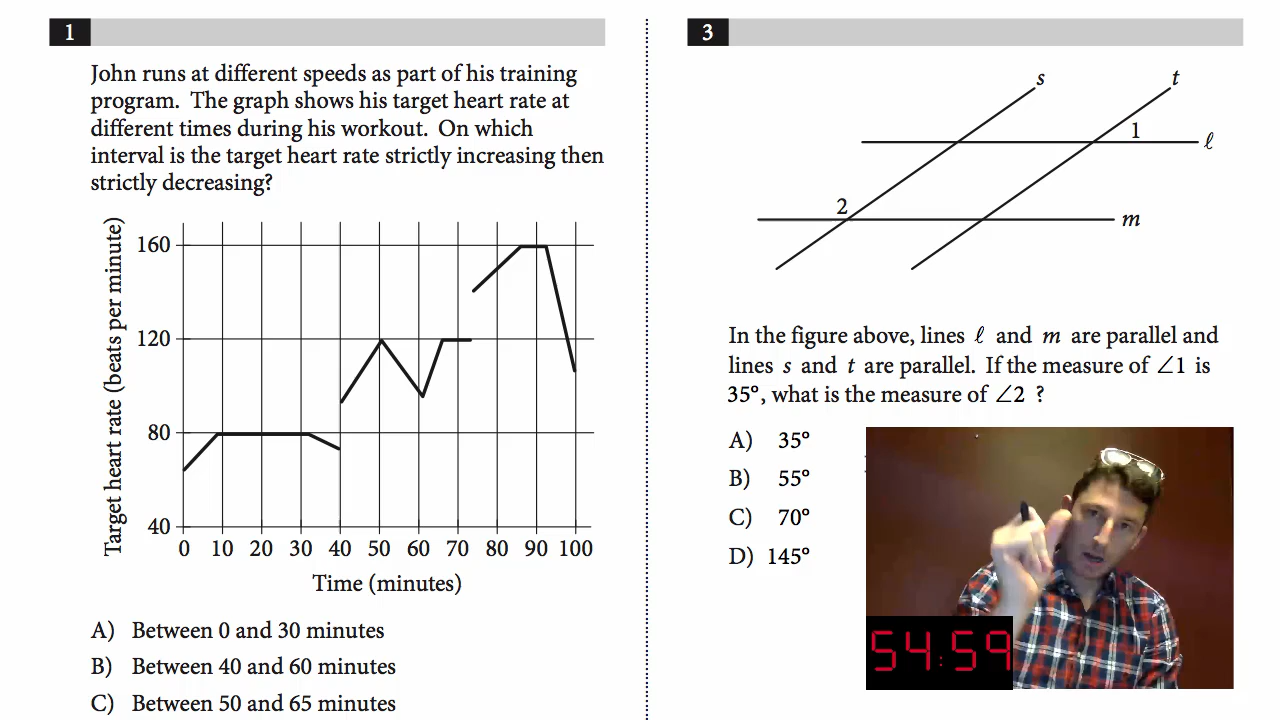 1
John runs at different speeds as part of his training
program. The graph shows his target heart rate at
different times during his workout. On which
interval is the target heart rate strictly increasing then
strictly decreasing?
Target heart rate (beats per minute)
160
120
80
40
0 10 20 30 40 50 60 70 80 90 100
Time (minutes)
A) Between 0 and 30 minutes
B) Between 40 and 60 minutes
C) Between 50 and 65 minutes
3
s t
1
ℓ
2
m
In the figure above, lines ℓ and m are parallel and
lines s and t are parallel. If the measure of ∠1 is
35°, what is the measure of ∠2 ?
A) 35°
B) 55°
C) 70°
D) 145°
54:59